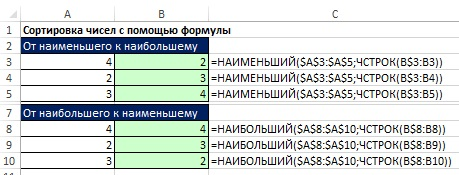 A B C
1 Сортировка чисел с помощью формулы
2 От наименьшего к наибольшему
3 4 2 =НАИМЕНЬШИЙ($A$3:$A$5;ЧСТРОК(B$3:B3))
4 2 3 =НАИМЕНЬШИЙ($A$3:$A$5;ЧСТРОК(B$3:B4))
5 3 4 =НАИМЕНЬШИЙ($A$3:$A$5;ЧСТРОК(B$3:B5))
7 От наибольшего к наименьшему
8 4 4 =НАИБОЛЬШИЙ($A$8:$A$10;ЧСТРОК(B$8:B8))
9 2 3 =НАИБОЛЬШИЙ($A$8:$A$10;ЧСТРОК(B$8:B9))
10 3 2 =НАИБОЛЬШИЙ($A$8:$A$10;ЧСТРОК(B$8:B10))